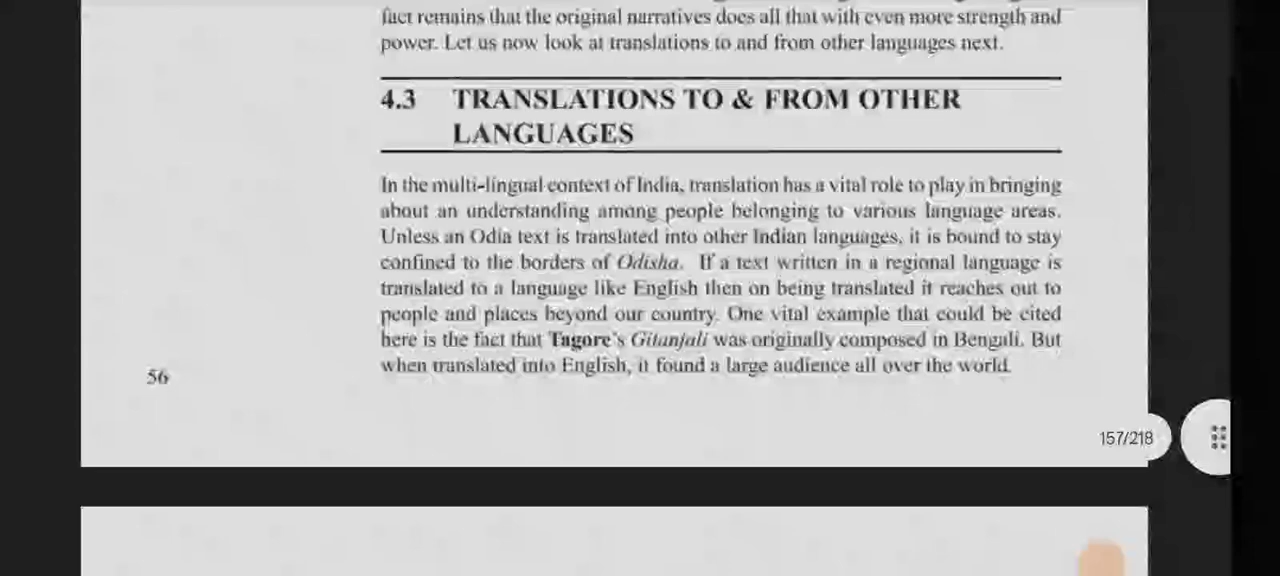 fact remains that the original narratives does all that with even more strength and
power. Let us now look at translations to and from other languages next.
4.3 TRANSLATIONS TO & FROM OTHER
LANGUAGES
In the multi-lingual context of India, translation has a vital role to play in bringing
about an understanding among people belonging to various language areas.
Unless an Odia text is translated into other Indian languages, it is bound to stay
confined to the borders of Odisha. If a text written in a regional language is
translated to a language like English then on being translated it reaches out to
people and places beyond our country. One vital example that could be cited
here is the fact that Tagore's Gitanjali was originally composed in Bengali. But
when translated into English, it found a large audience all over the world.
56
157/218